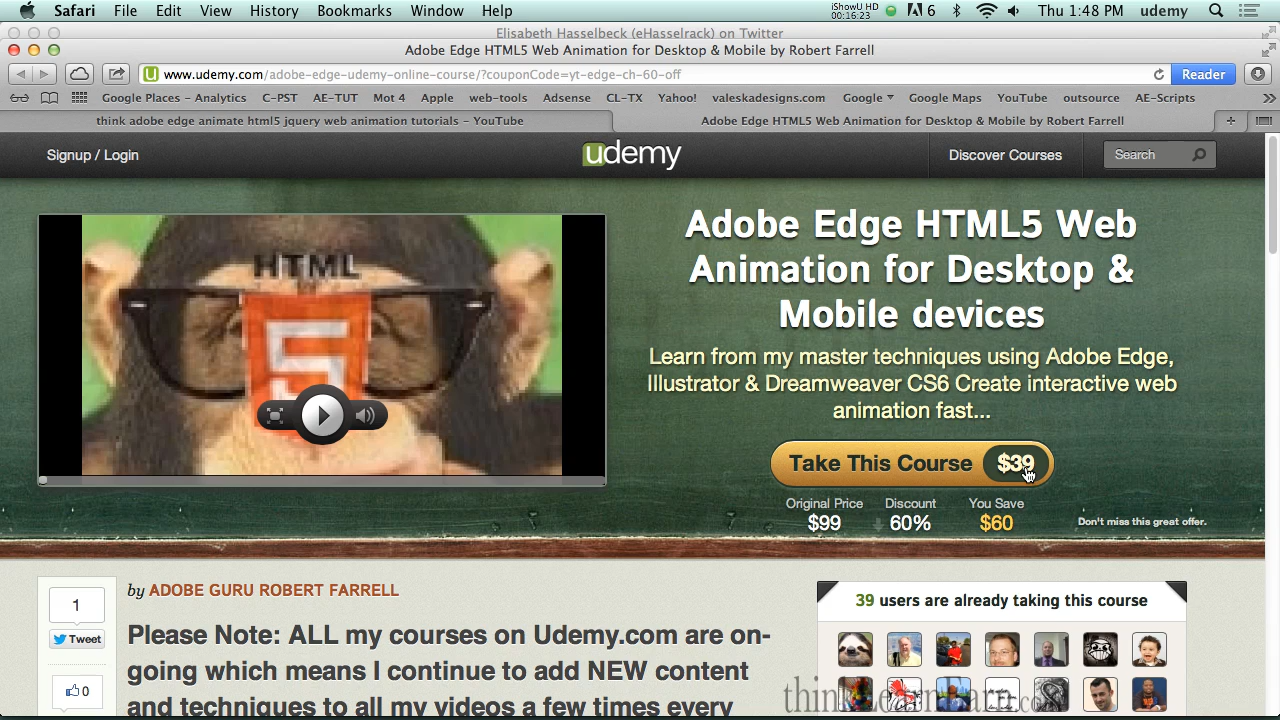 Safari File Edit View History Bookmarks Window Help
iShowU HD
00:16:23
6
Thu 1:48 PM udemy
Elisabeth Hasselbeck (eHasselrack) on Twitter
Adobe Edge HTML5 Web Animation for Desktop & Mobile by Robert Farrell
www.udemy.com/adobe-edge-udemy-online-course/?couponCode=yt-edge-ch-60-off
Reader
Google Places - Analytics C-PST AE-TUT Mot 4 Apple web-tools Adsense CL-TX Yahoo! valeskadesigns.com Google Google Maps YouTube outsource AE-Scripts
think adobe edge animate html5 jquery web animation tutorials - YouTube
Adobe Edge HTML5 Web Animation for Desktop & Mobile by Robert Farrell
Signup / Login
udemy
Discover Courses
Search
HTML
5
Adobe Edge HTML5 Web
Animation for Desktop &
Mobile devices
Learn from my master techniques using Adobe Edge,
Illustrator & Dreamweaver CS6 Create interactive web
animation fast...
Take This Course $39
Original Price Discount You Save
$99 60% $60
Don't miss this great offer.
1
Tweet
0
by ADOBE GURU ROBERT FARRELL
Please Note: ALL my courses on Udemy.com are on-
going which means I continue to add NEW content
and techniques to all my videos a few times every
39 users are already taking this course